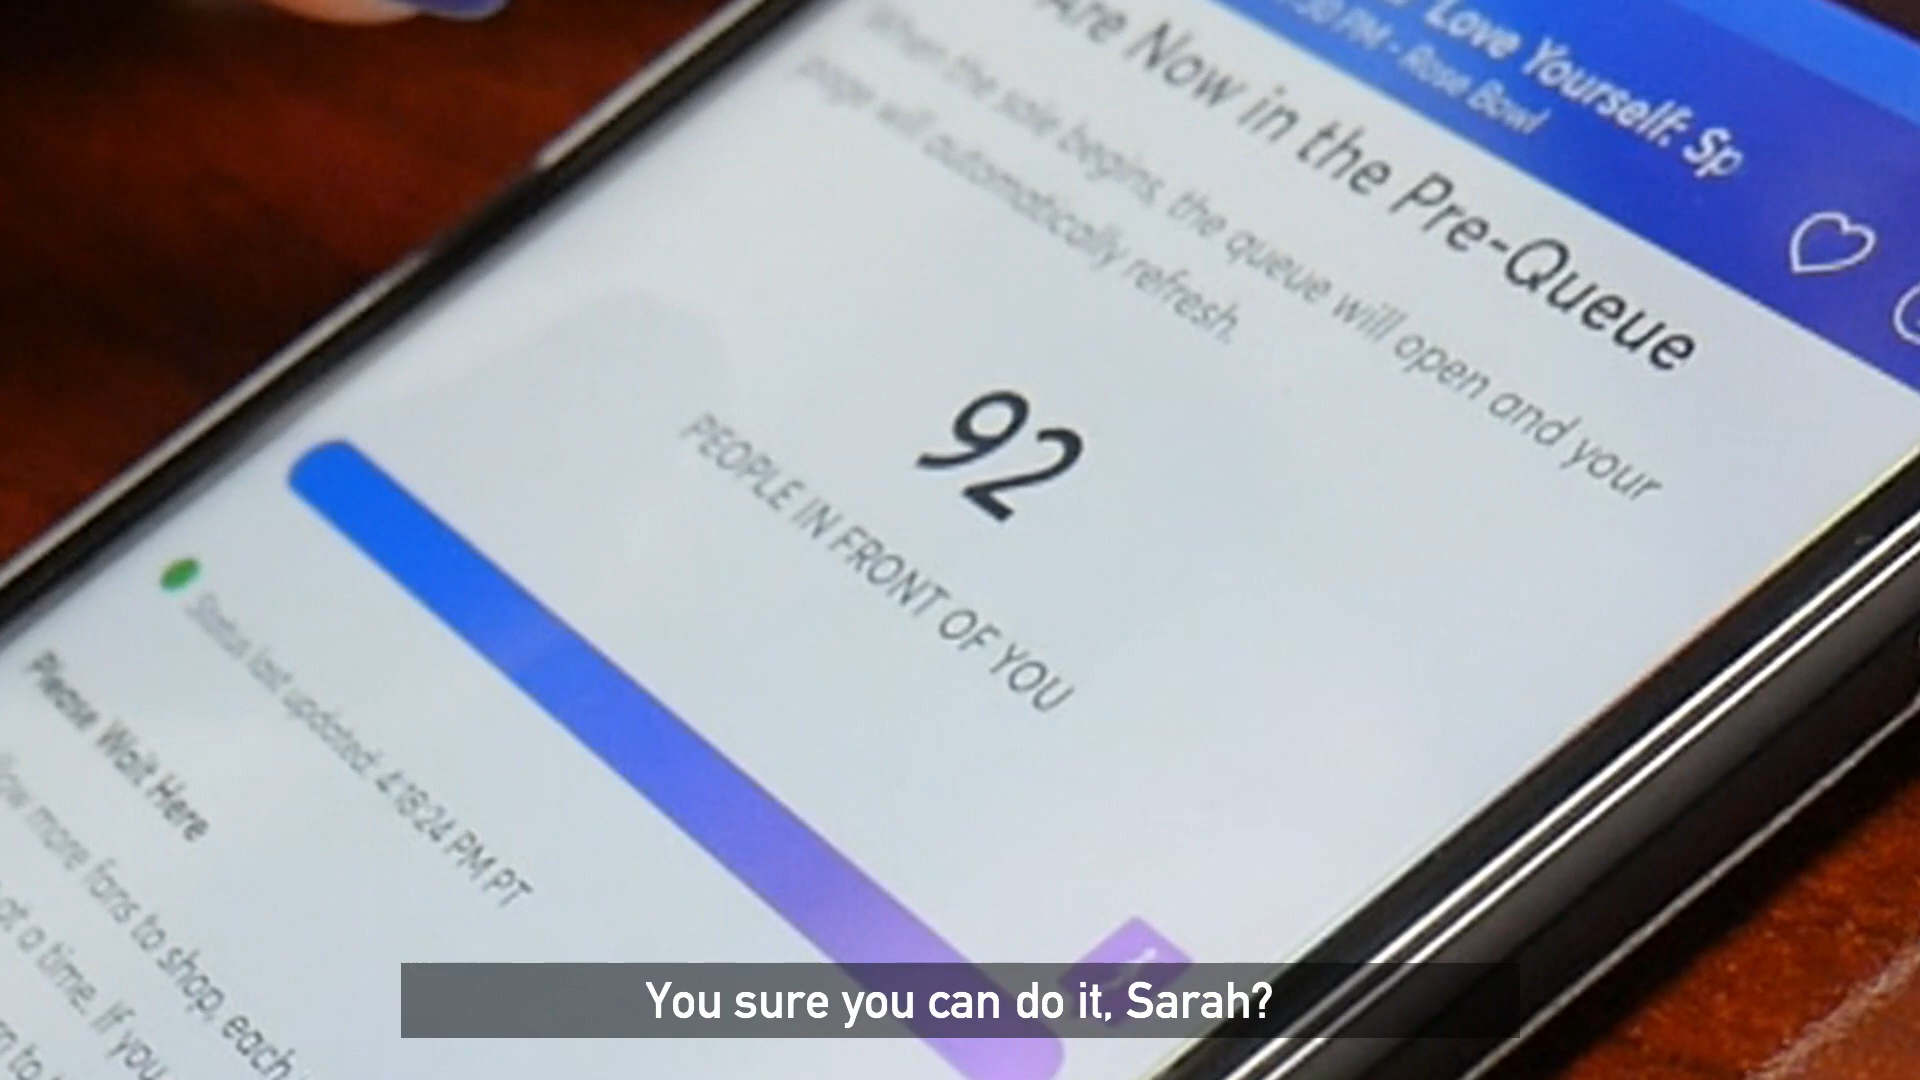 Love Yourself: Sp
:30 PM - Rose Bowl
Are Now in the Pre-Queue
When the sale begins, the queue will open and your
page will automatically refresh.
92
PEOPLE IN FRONT OF YOU
Status last updated: 4:18:24 PM PT
Please Wait Here
more fans to shop, each
at a time. If you
to
You sure you can do it, Sarah?